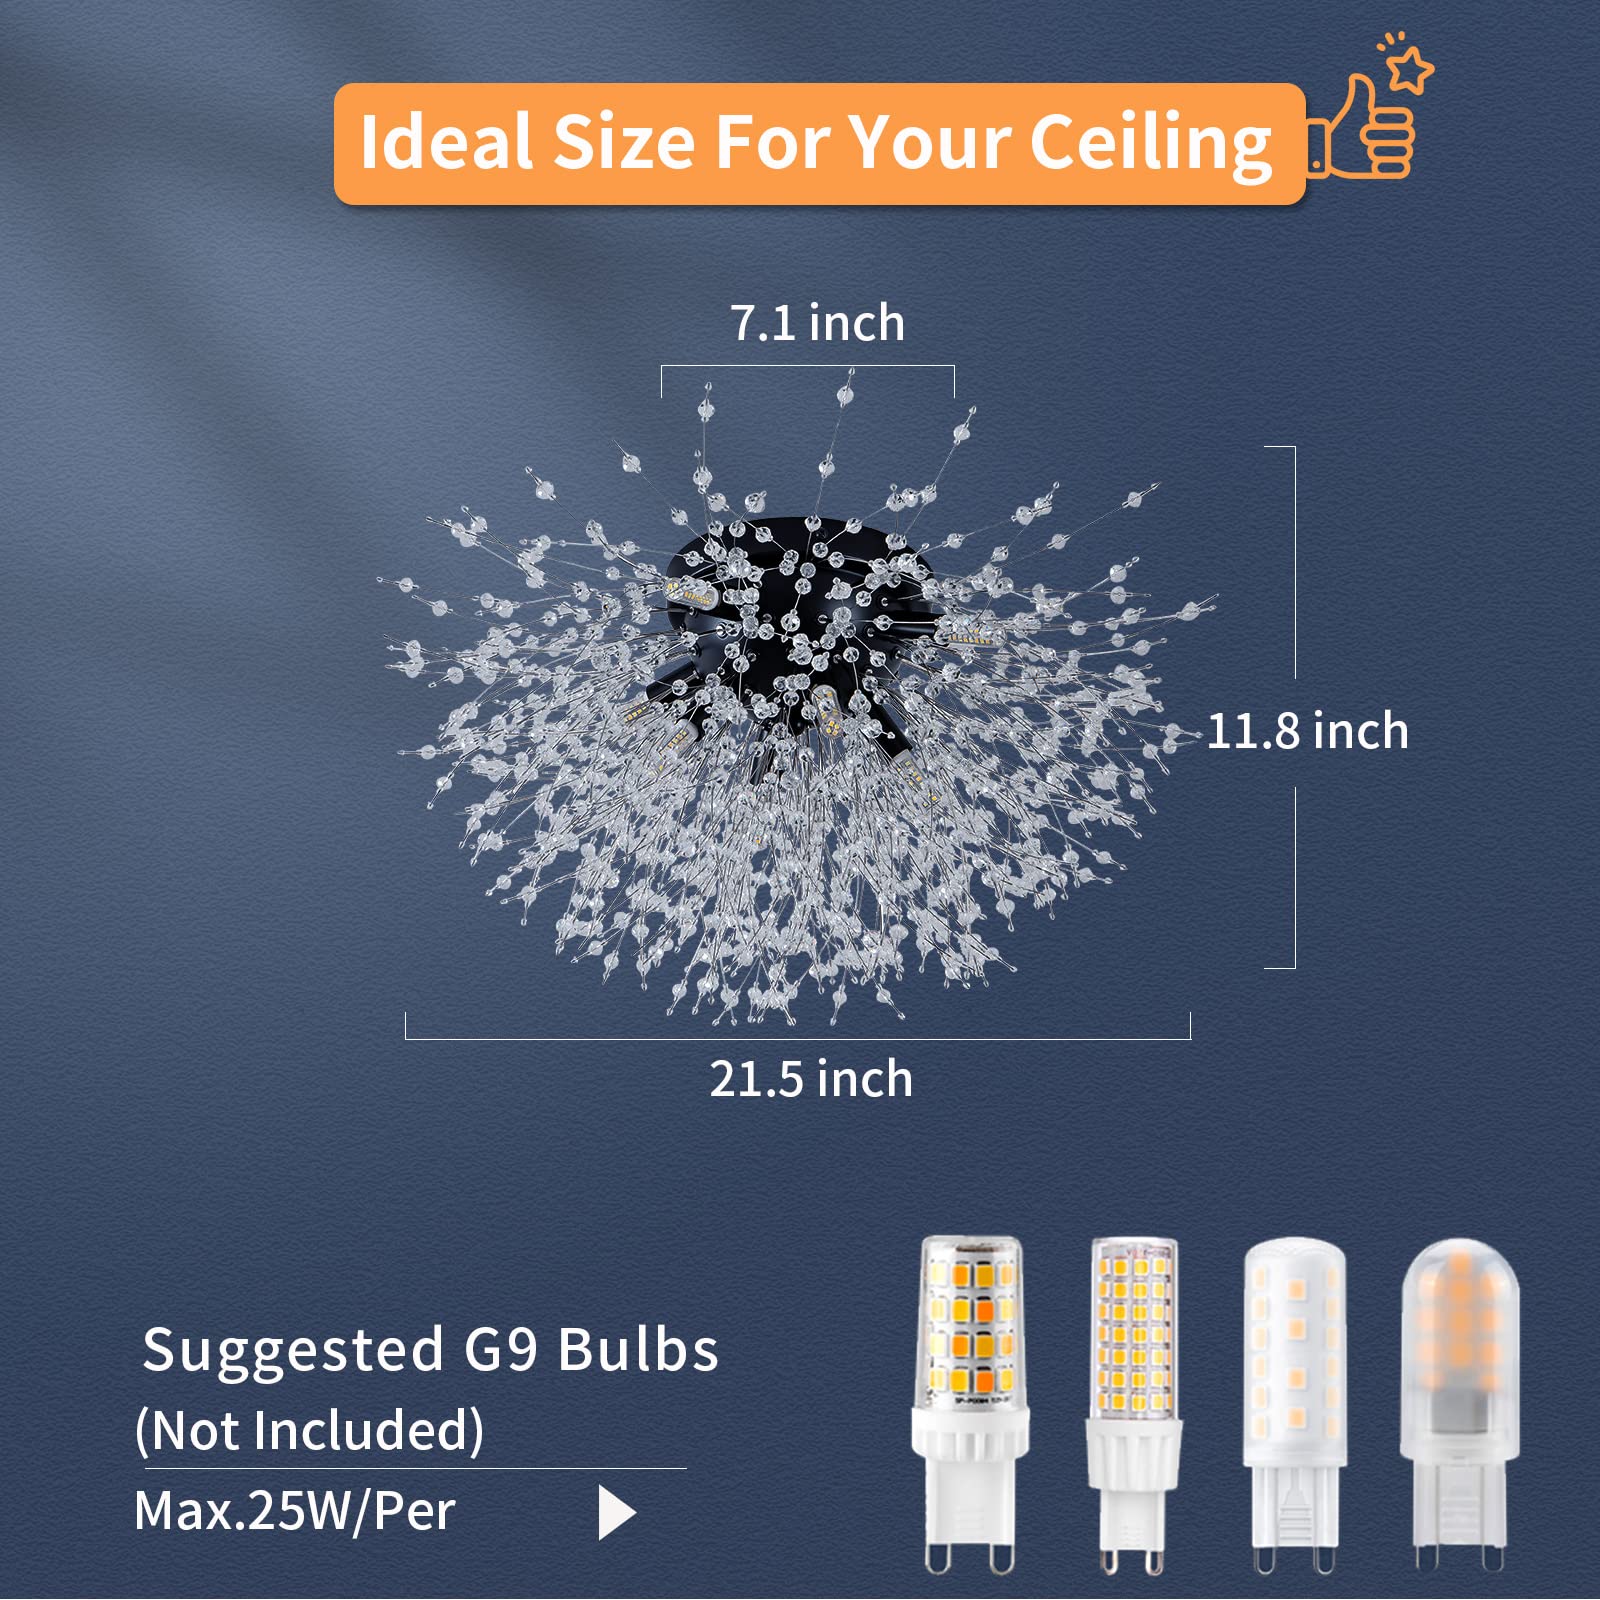 Ideal Size For Your Ceiling
7.1 inch
11.8 inch
21.5 inch
Suggested G9 Bulbs
(Not Included)
Max.25W/Per